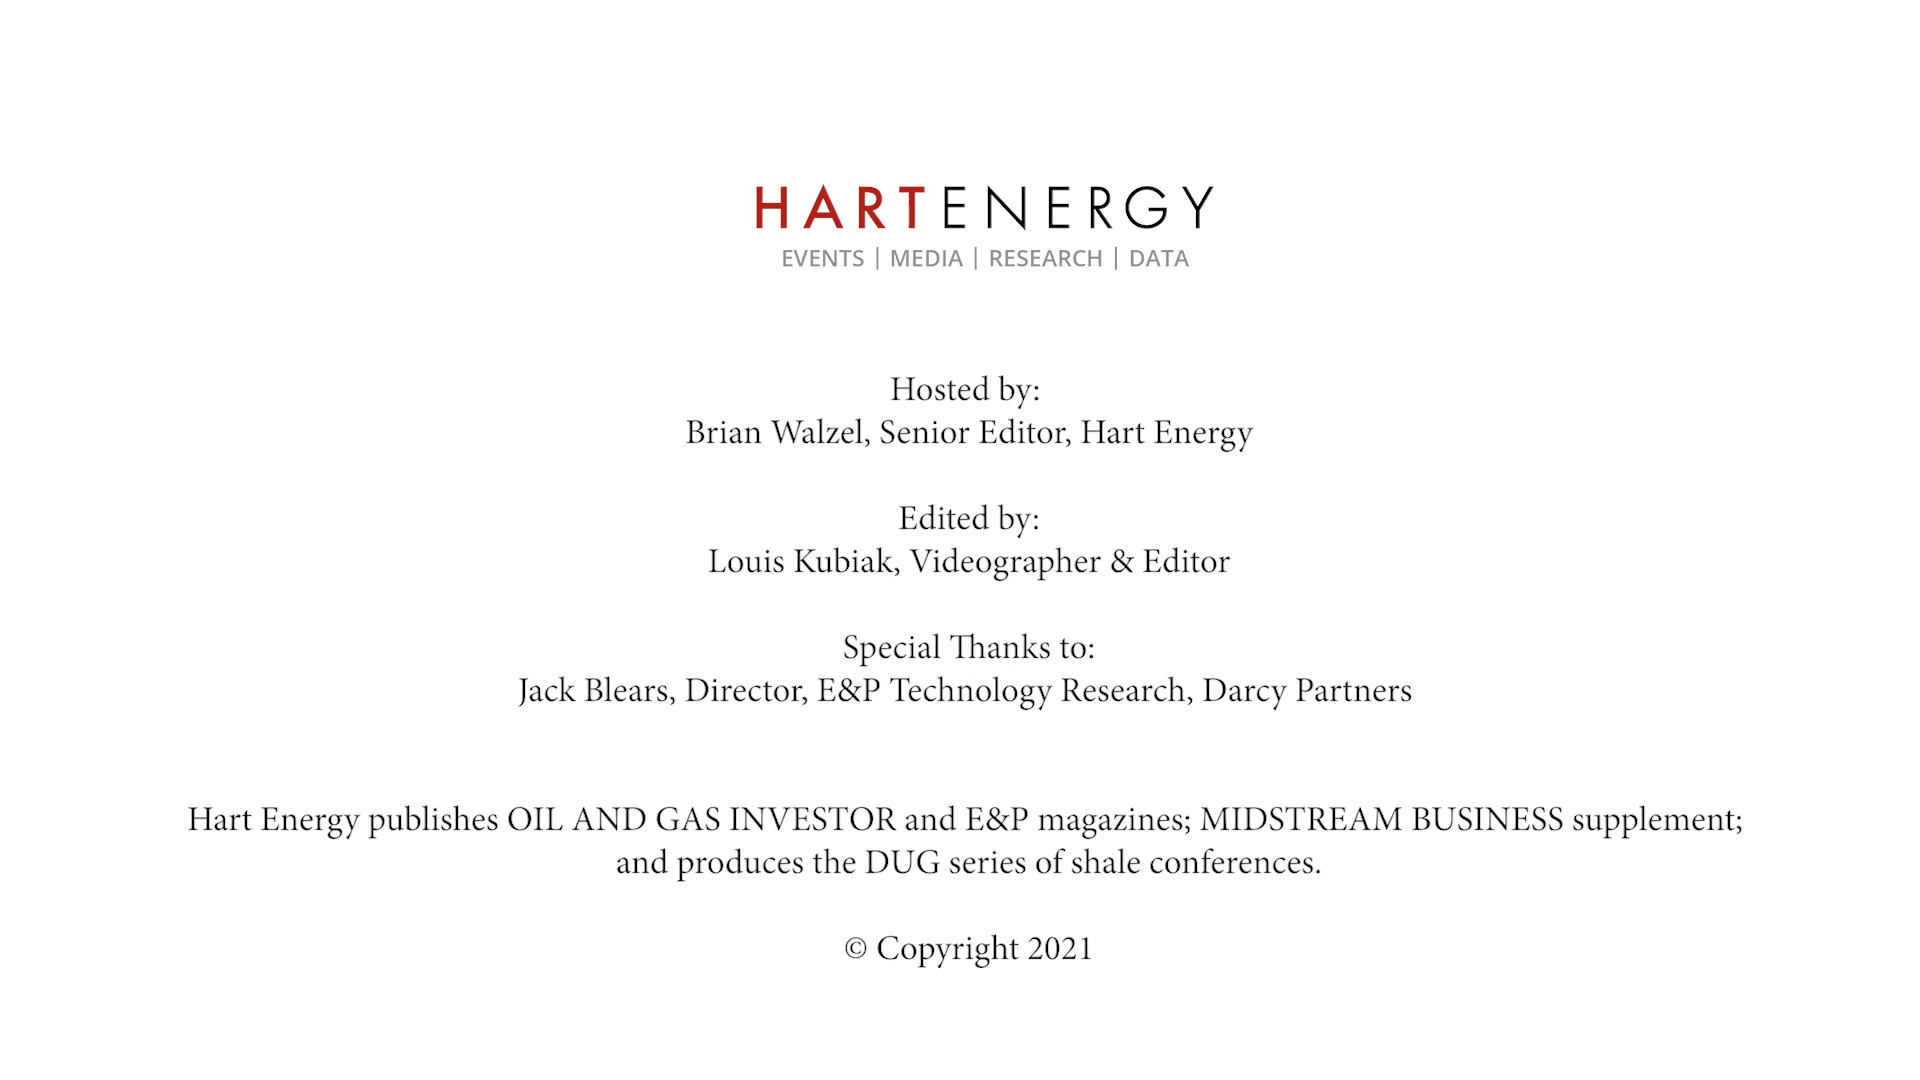 HARTENERGY
EVENTS | MEDIA | RESEARCH | DATA
Hosted by:
Brian Walzel, Senior Editor, Hart Energy
Edited by:
Louis Kubiak, Videographer & Editor
Special Thanks to:
Jack Blears, Director, E&P Technology Research, Darcy Partners
Hart Energy publishes OIL AND GAS INVESTOR and E&P magazines; MIDSTREAM BUSINESS supplement;
and produces the DUG series of shale conferences.
© Copyright 2021